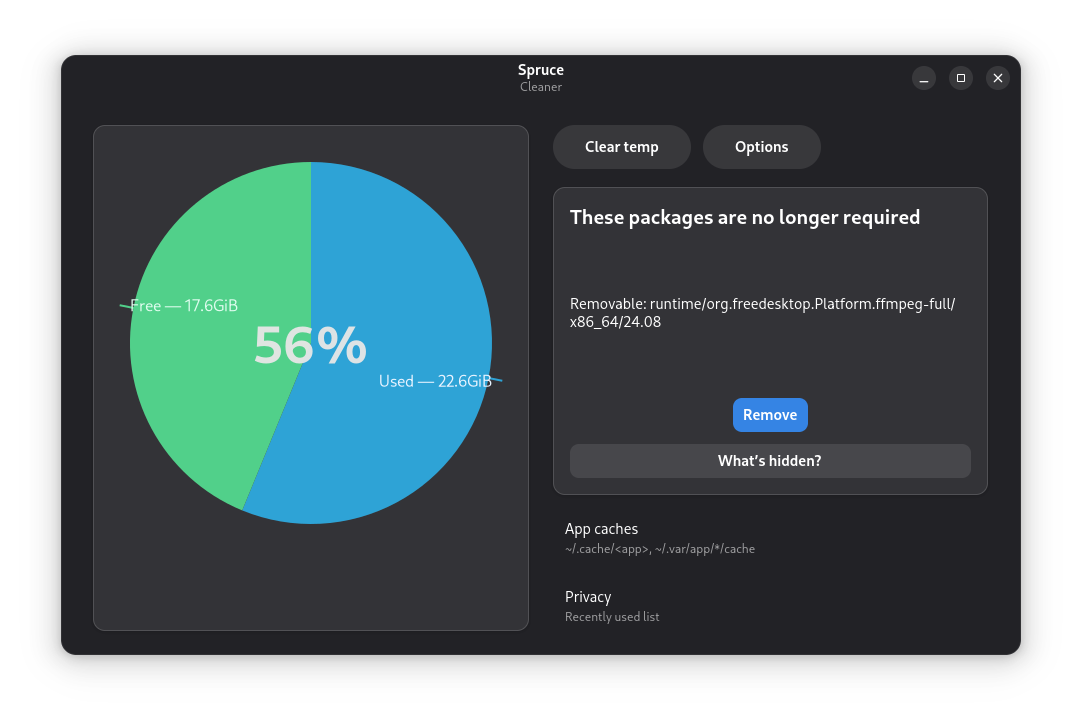 Spruce
Cleaner
Free — 17.6GiB
56%
Used — 22.6GiB
Clear temp
Options
These packages are no longer required
Removable: runtime/org.freedesktop.Platform.ffmpeg-full/
x86_64/24.08
Remove
What’s hidden?
App caches
~/.cache/<app>, ~/.var/app/*/cache
Privacy
Recently used list